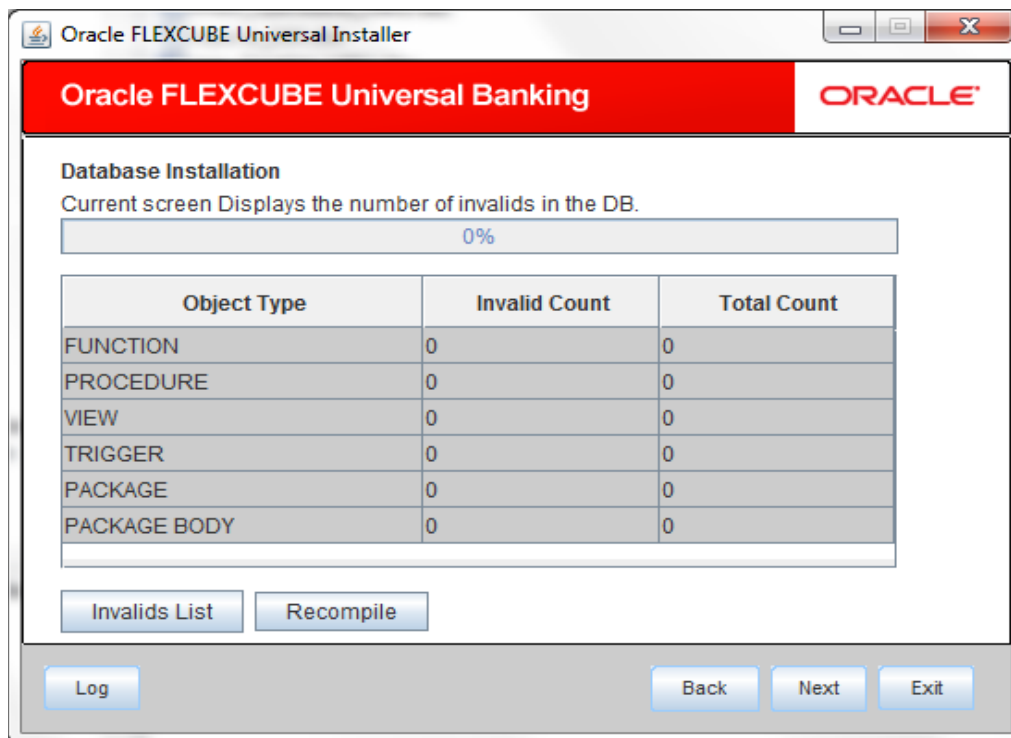 Oracle FLEXCUBE Universal Installer
Oracle FLEXCUBE Universal Banking
ORACLE
Database Installation
Current screen Displays the number of invalids in the DB.
0%
Object Type Invalid Count Total Count
FUNCTION 0 0
PROCEDURE 0 0
VIEW 0 0
TRIGGER 0 0
PACKAGE 0 0
PACKAGE BODY 0 0
Invalids List Recompile
Log Back Next Exit